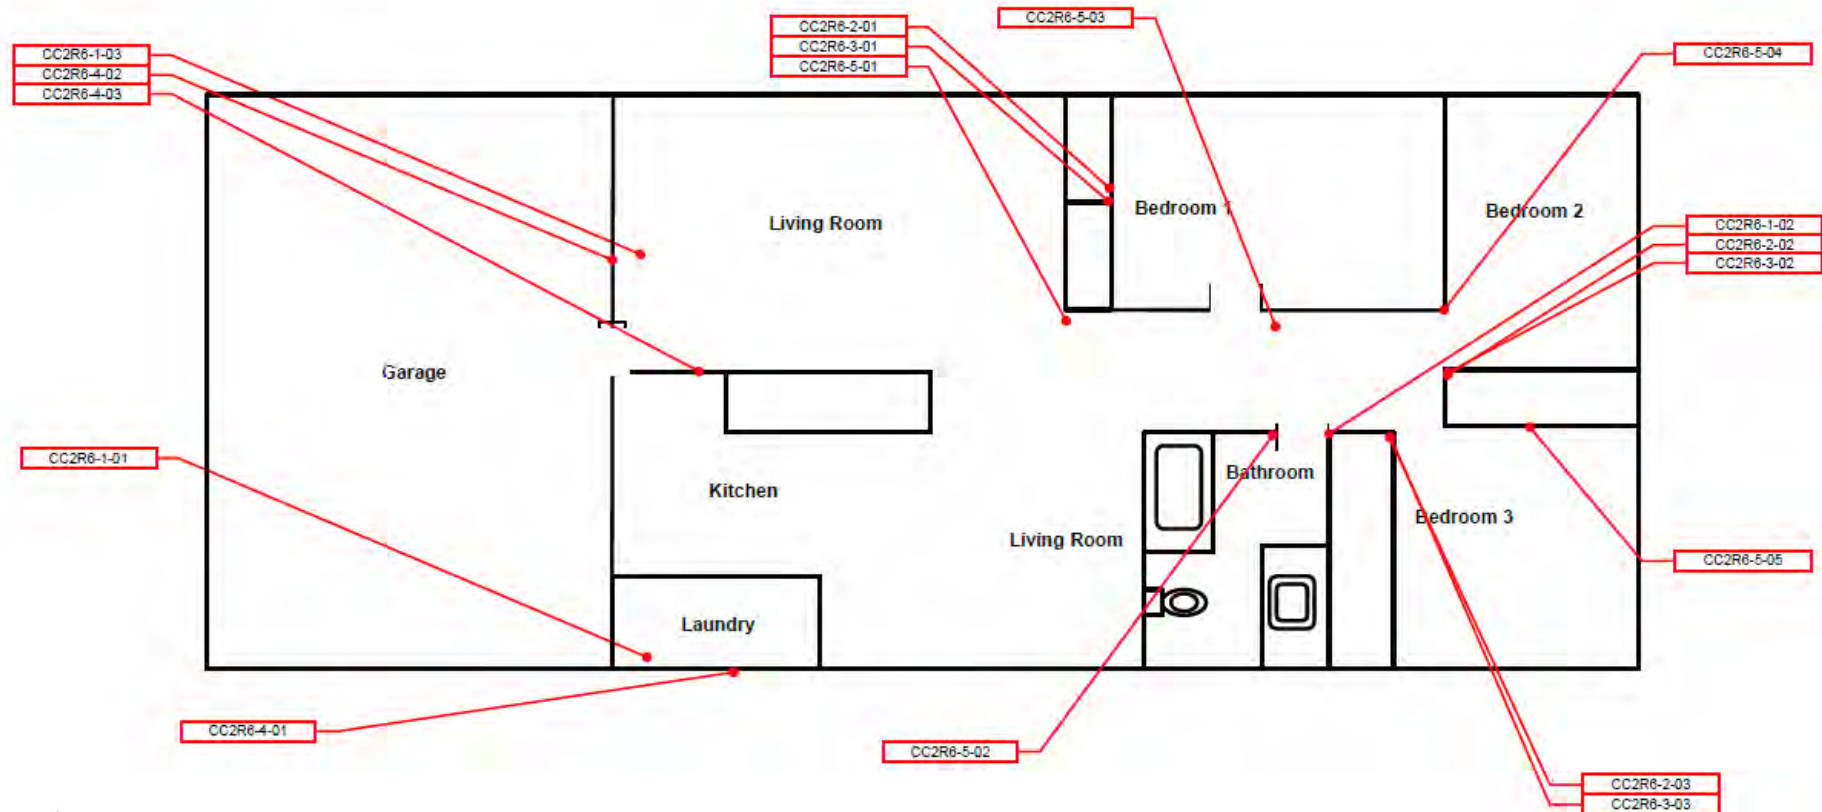 CC2R6-5-03
CC2R6-2-01
CC2R6-3-01
CC2R6-5-01
CC2R6-1-03
CC2R6-4-02
CC2R6-4-03
CC2R6-5-04
Living Room
Bedroom 1
Bedroom 2
CC2R6-1-02
CC2R6-2-02
CC2R6-3-02
Garage
CC2R6-1-01
Kitchen
Bathroom
Living Room
Bedroom 3
CC2R6-5-05
Laundry
CC2R6-4-01
CC2R6-5-02
CC2R6-2-03
CC2R6-3-03